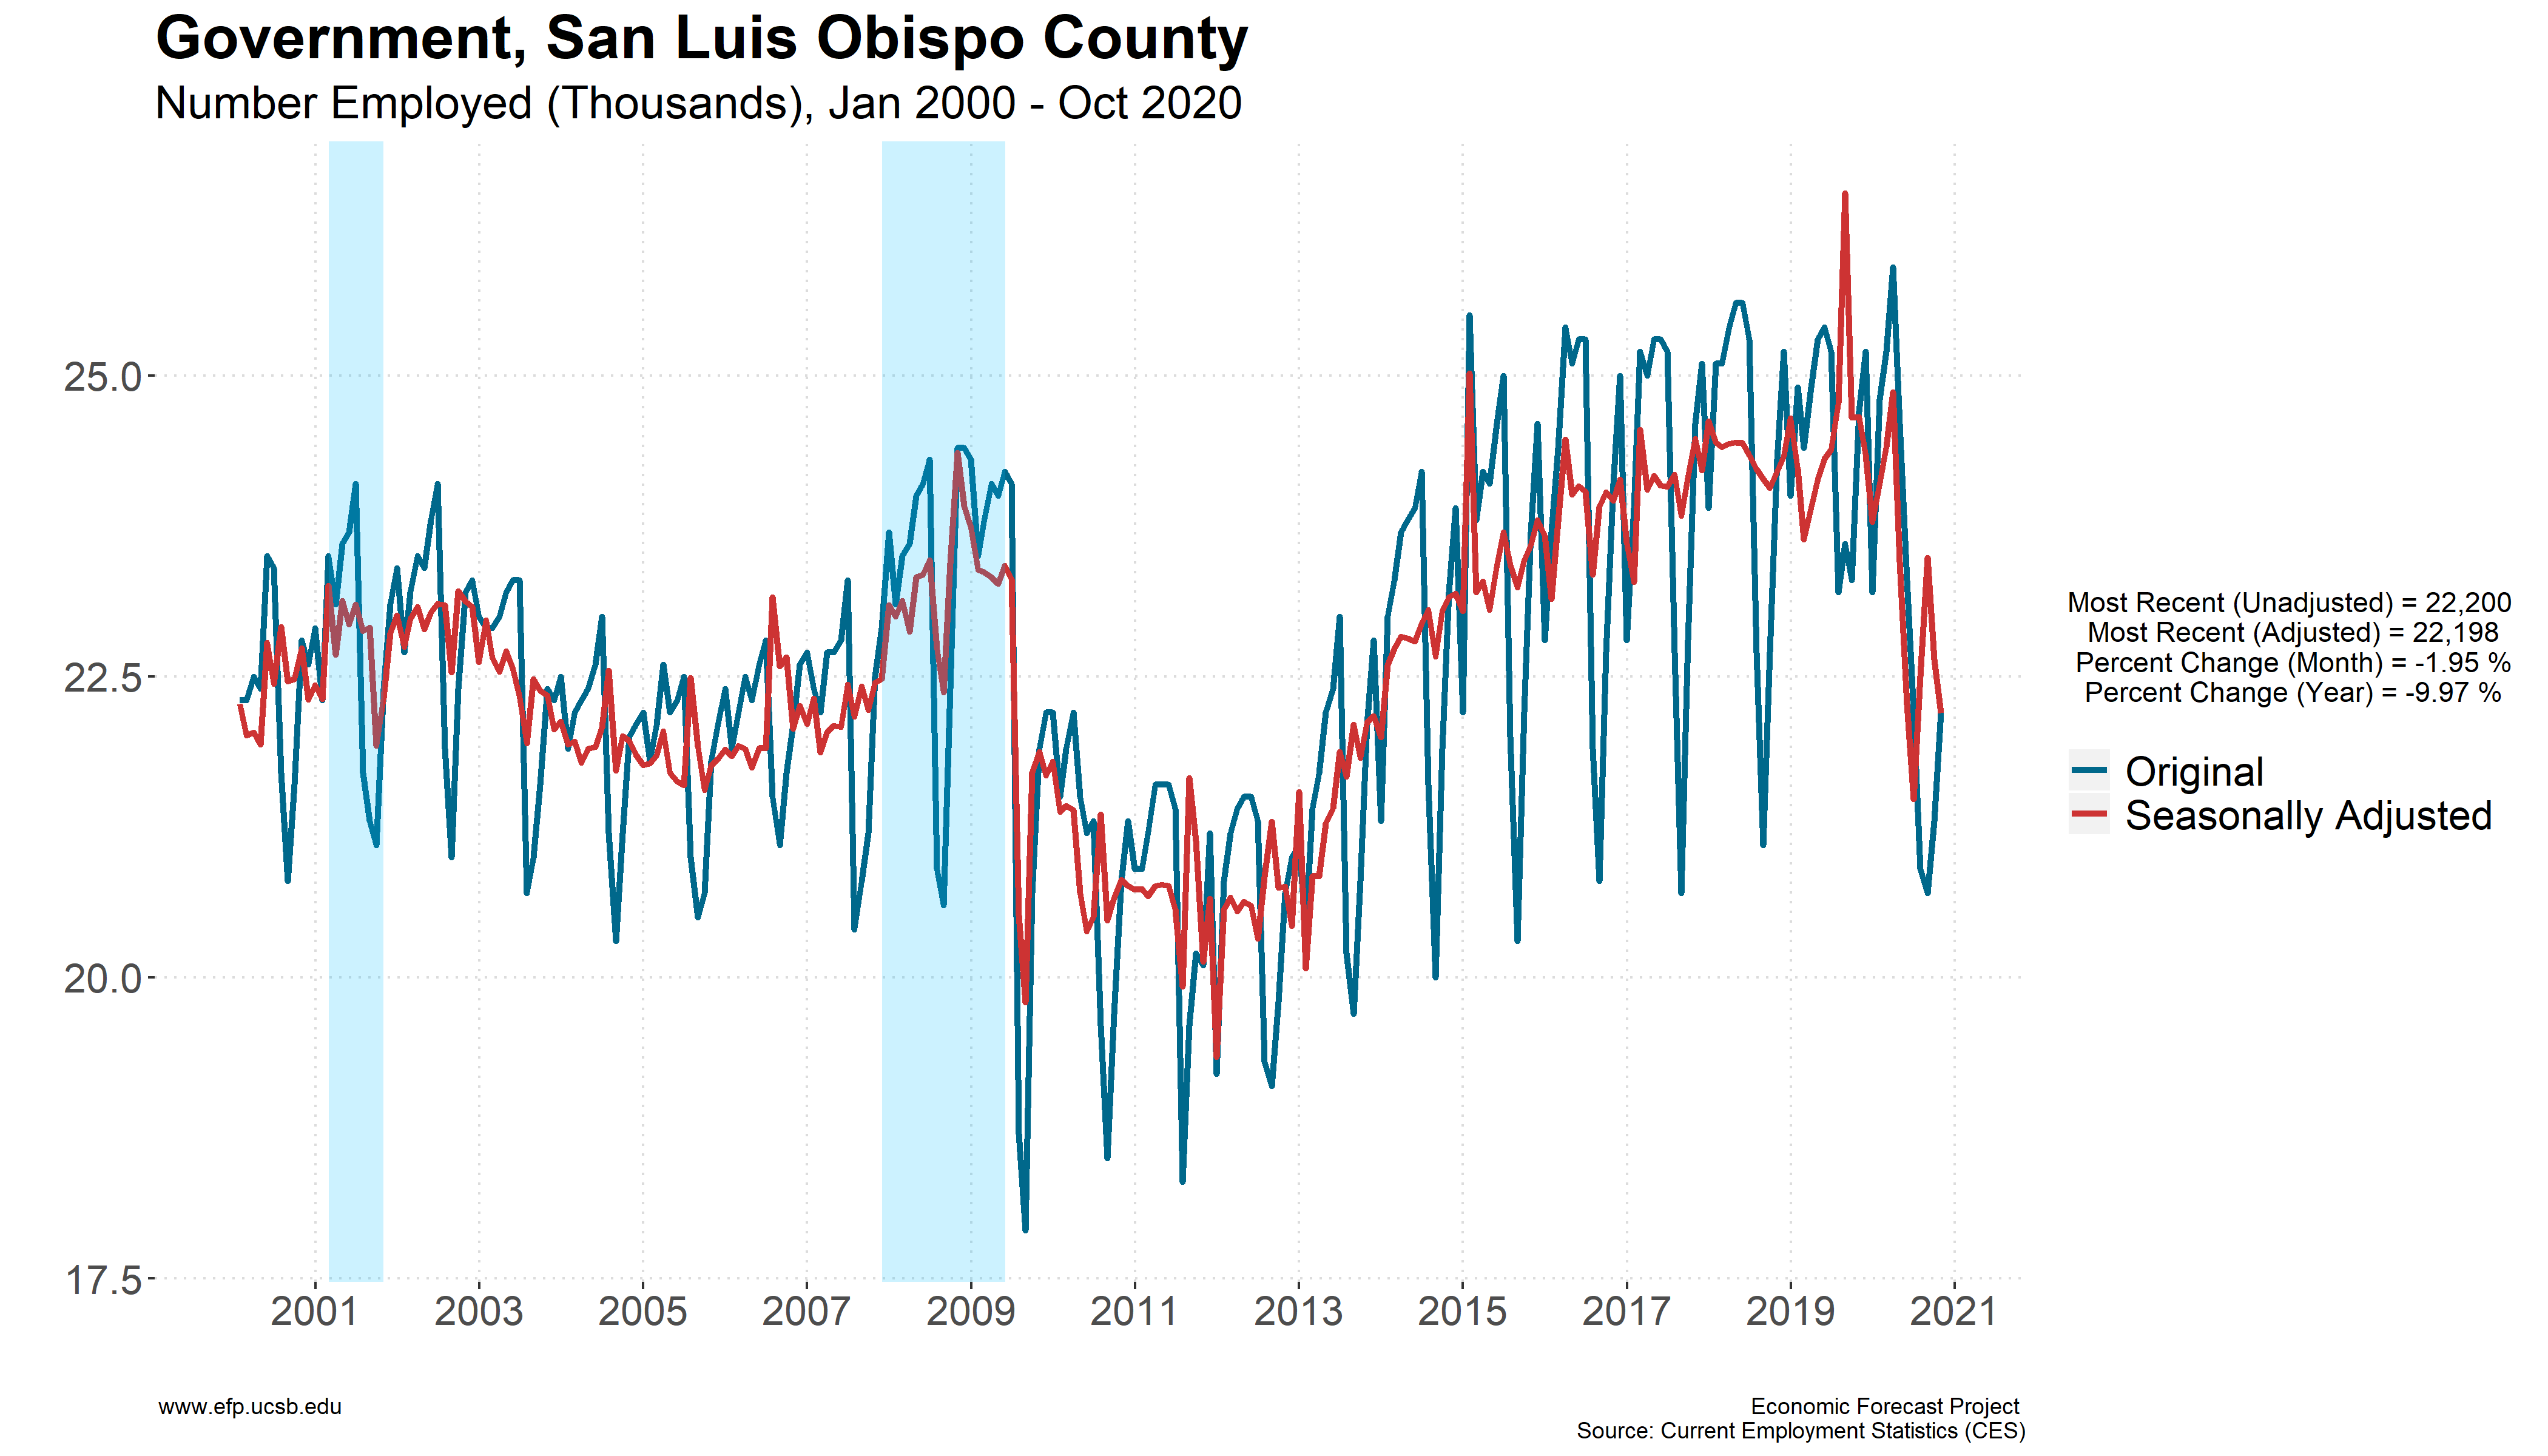 Government, San Luis Obispo County
Number Employed (Thousands), Jan 2000 - Oct 2020
25.0
22.5
20.0
17.5
2001 2003 2005 2007 2009 2011 2013 2015 2017 2019 2021
Most Recent (Unadjusted) = 22,200
Most Recent (Adjusted) = 22,198
Percent Change (Month) = -1.95 %
Percent Change (Year) = -9.97 %
Original
Seasonally Adjusted
www.efp.ucsb.edu
Economic Forecast Project
Source: Current Employment Statistics (CES)